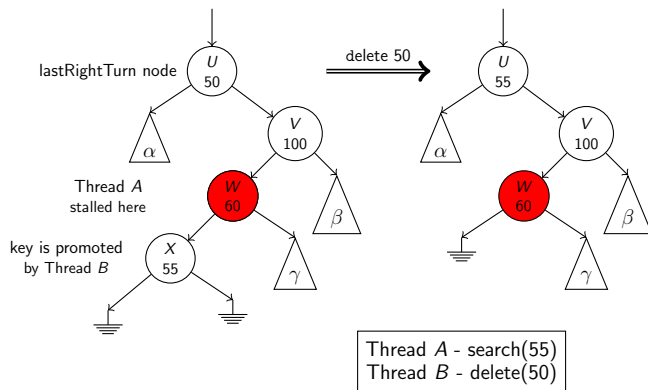 lastRightTurn node
U
50
delete 50
U
55
α
V
100
α
V
100
Thread A
stalled here
W
60
β
W
60
β
key is promoted
by Thread B
X
55
γ
γ
Thread A - search(55)
Thread B - delete(50)